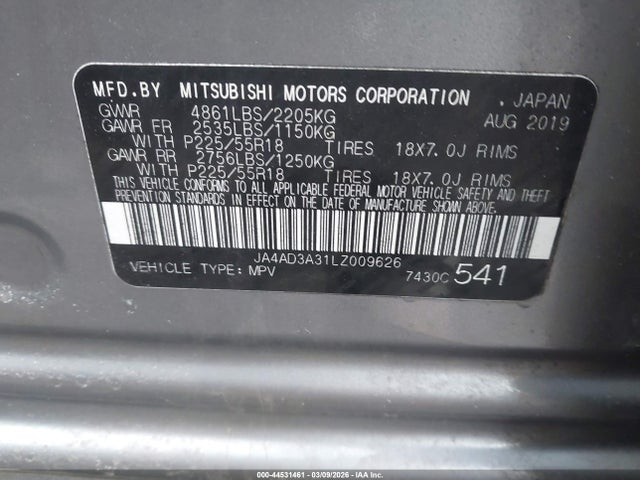 MFD.BY MITSUBISHI MOTORS CORPORATION . JAPAN
GVWR 4861LBS/2205KG AUG 2019
GAWR FR 2535LBS/1150KG
WITH P225/55R18 TIRES 18X7.0J RIMS
GAWR RR 2756LBS/1250KG
WITH P225/55R18 TIRES 18X7.0J RIMS
THIS VEHICLE CONFORMS TO ALL APPLICABLE FEDERAL MOTOR VEHICLE SAFETY AND THEFT
PREVENTION STANDARDS IN EFFECT ON THE DATE OF MANUFACTURE SHOWN ABOVE.
JA4AD3A31LZ009626
VEHICLE TYPE: MPV 7430C 541
000-44531461 | 03/09/2026 - IAAI INC.